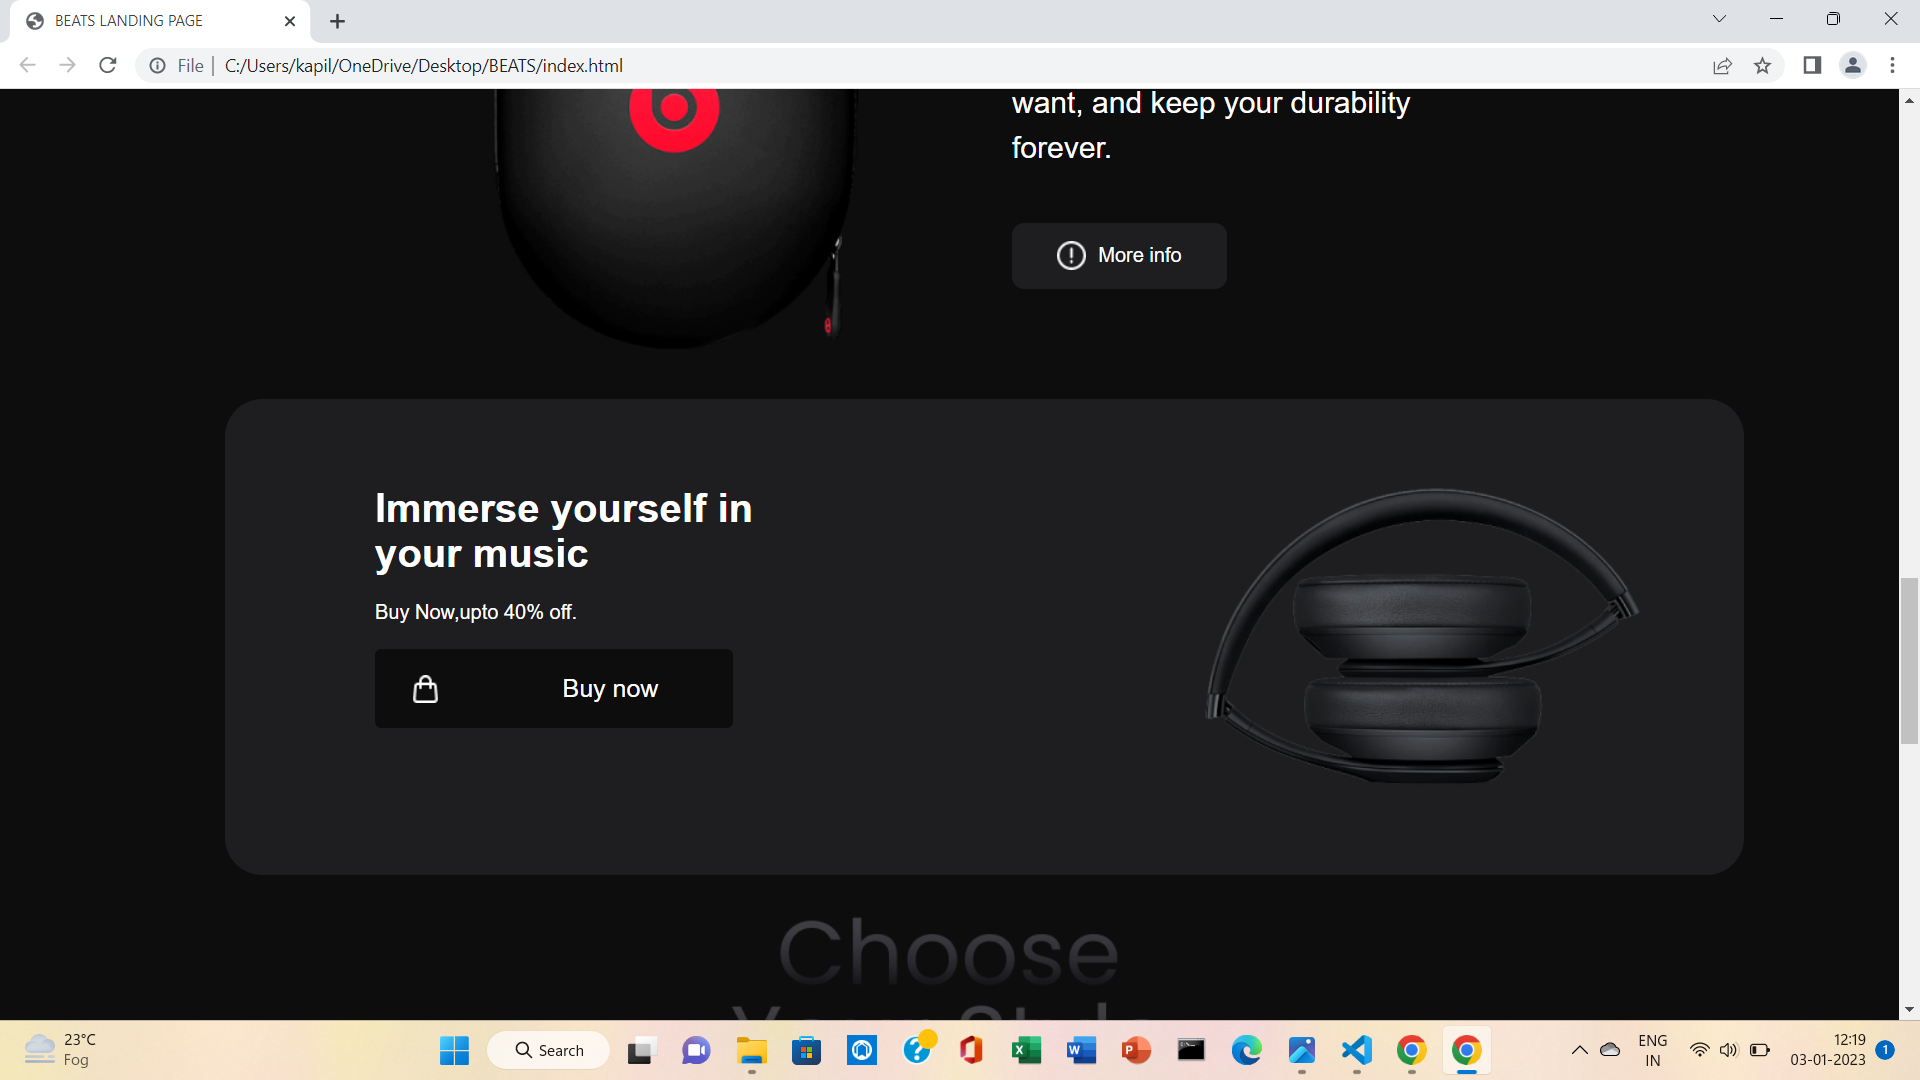 BEATS LANDING PAGE
File | C:/Users/kapil/OneDrive/Desktop/BEATS/index.html
want, and keep your durability
forever.
More info
Immerse yourself in
your music
Buy Now,upto 40% off.
Buy now
Choose
Your Style
23°C
Fog
Search
ENG
IN
12:19
03-01-2023
1